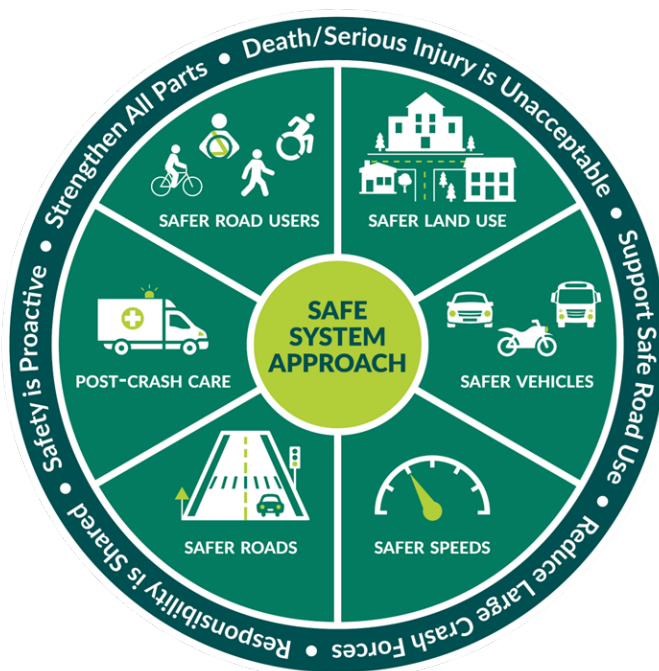 Death/Serious Injury is Unacceptable • Support Safe Road Use • Reduce Large Crash Forces • Responsibility is Shared • Safety is Proactive • Strengthen All Parts •
SAFER ROAD USERS
SAFER LAND USE
SAFE
SYSTEM
APPROACH
POST-CRASH CARE
SAFER VEHICLES
SAFER ROADS
SAFER SPEEDS